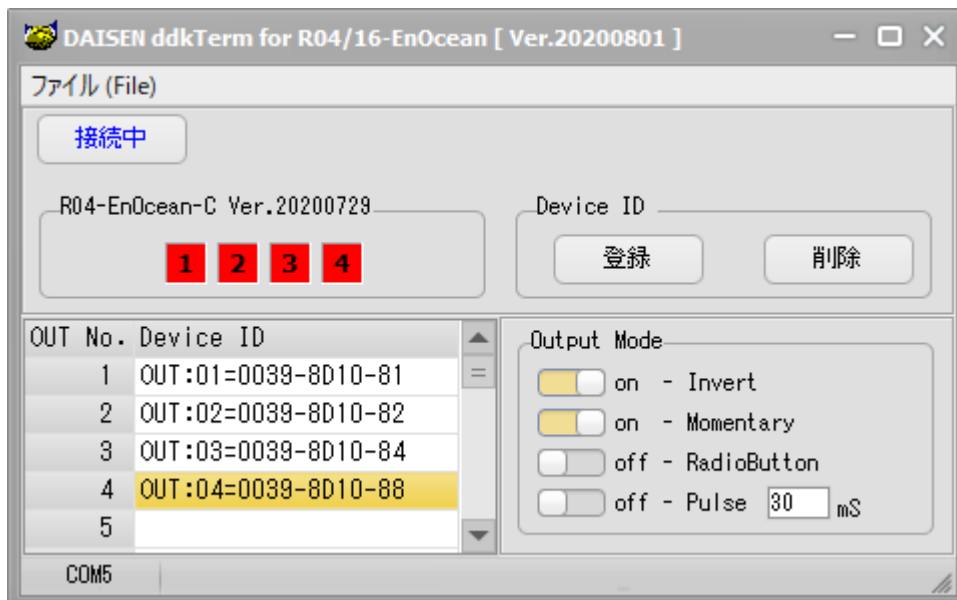 DAISEN ddkTerm for R04/16-EnOcean [ Ver.20200801 ]
ファイル (File)
接続中
R04-EnOcean-C Ver.20200729
1 2 3 4
Device ID
登録 削除
OUT No. Device ID
1 OUT:01=0039-8D10-81
2 OUT:02=0039-8D10-82
3 OUT:03=0039-8D10-84
4 OUT:04=0039-8D10-88
5
Output Mode
on - Invert
on - Momentary
off - RadioButton
off - Pulse 30 mS
COM5